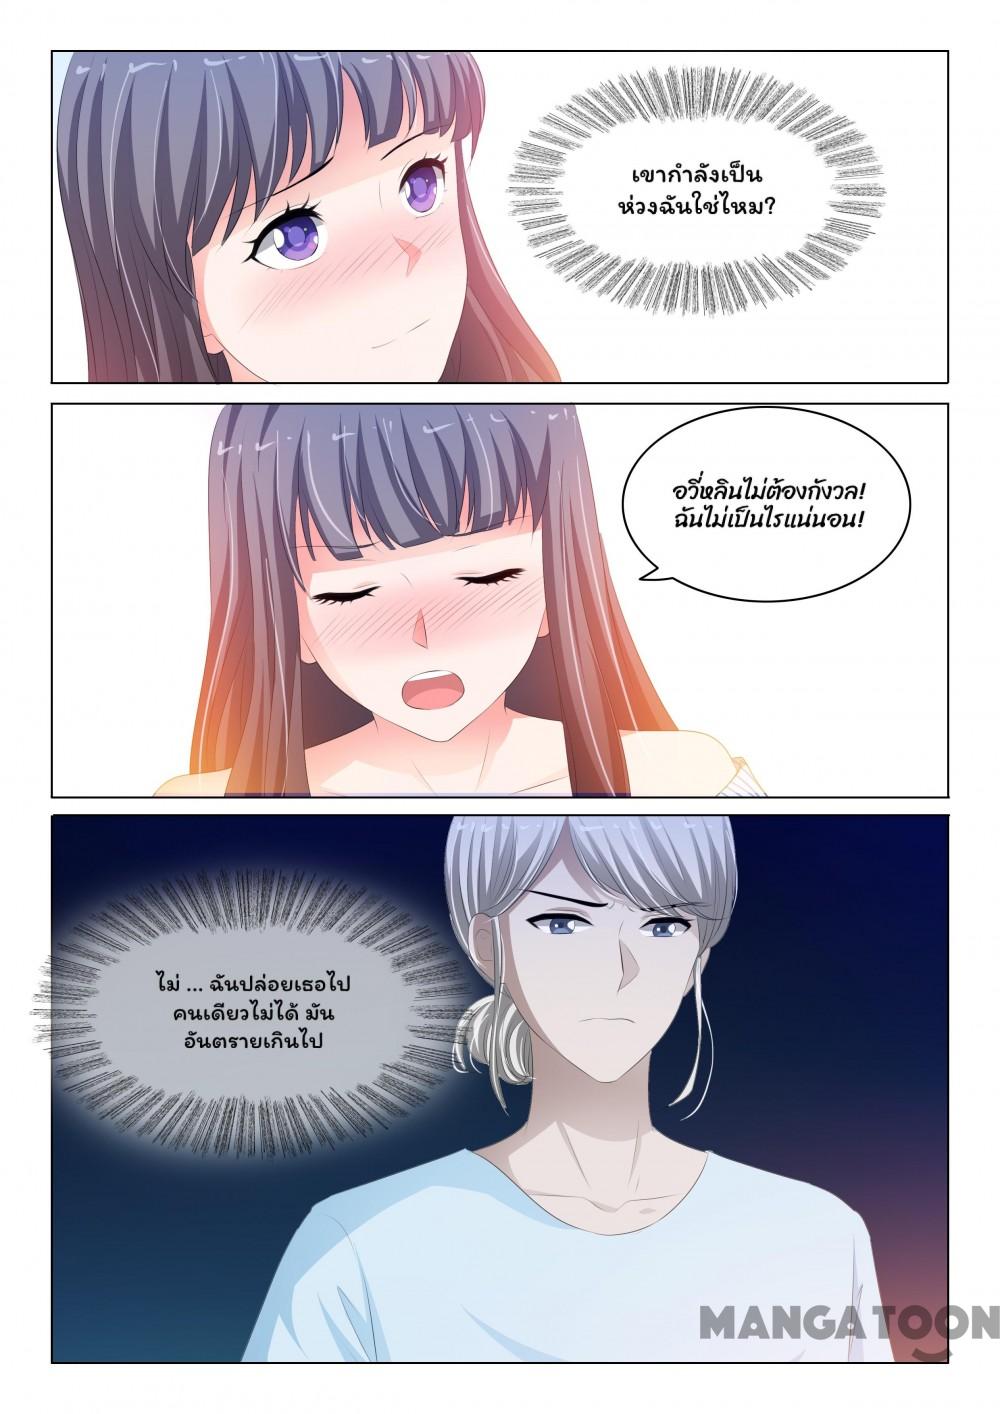 เขากำลังเป็น
ห่วงฉันใช่ไหม?
อวี่หลินไม่ต้องกังวล!
ฉันไม่เป็นไรแน่นอน!
ไม่ ... ฉันปล่อยเธอไป
คนเดียวไม่ได้ มัน
อันตรายเกินไป
MANGATOON